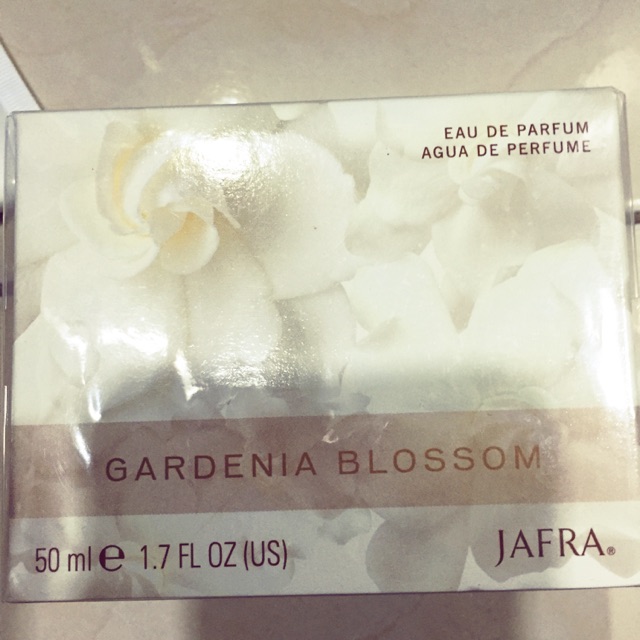 EAU DE PARFUM
AGUA DE PERFUME
GARDENIA BLOSSOM
50 ml ℮ 1.7 FL OZ (US)
JAFRA®